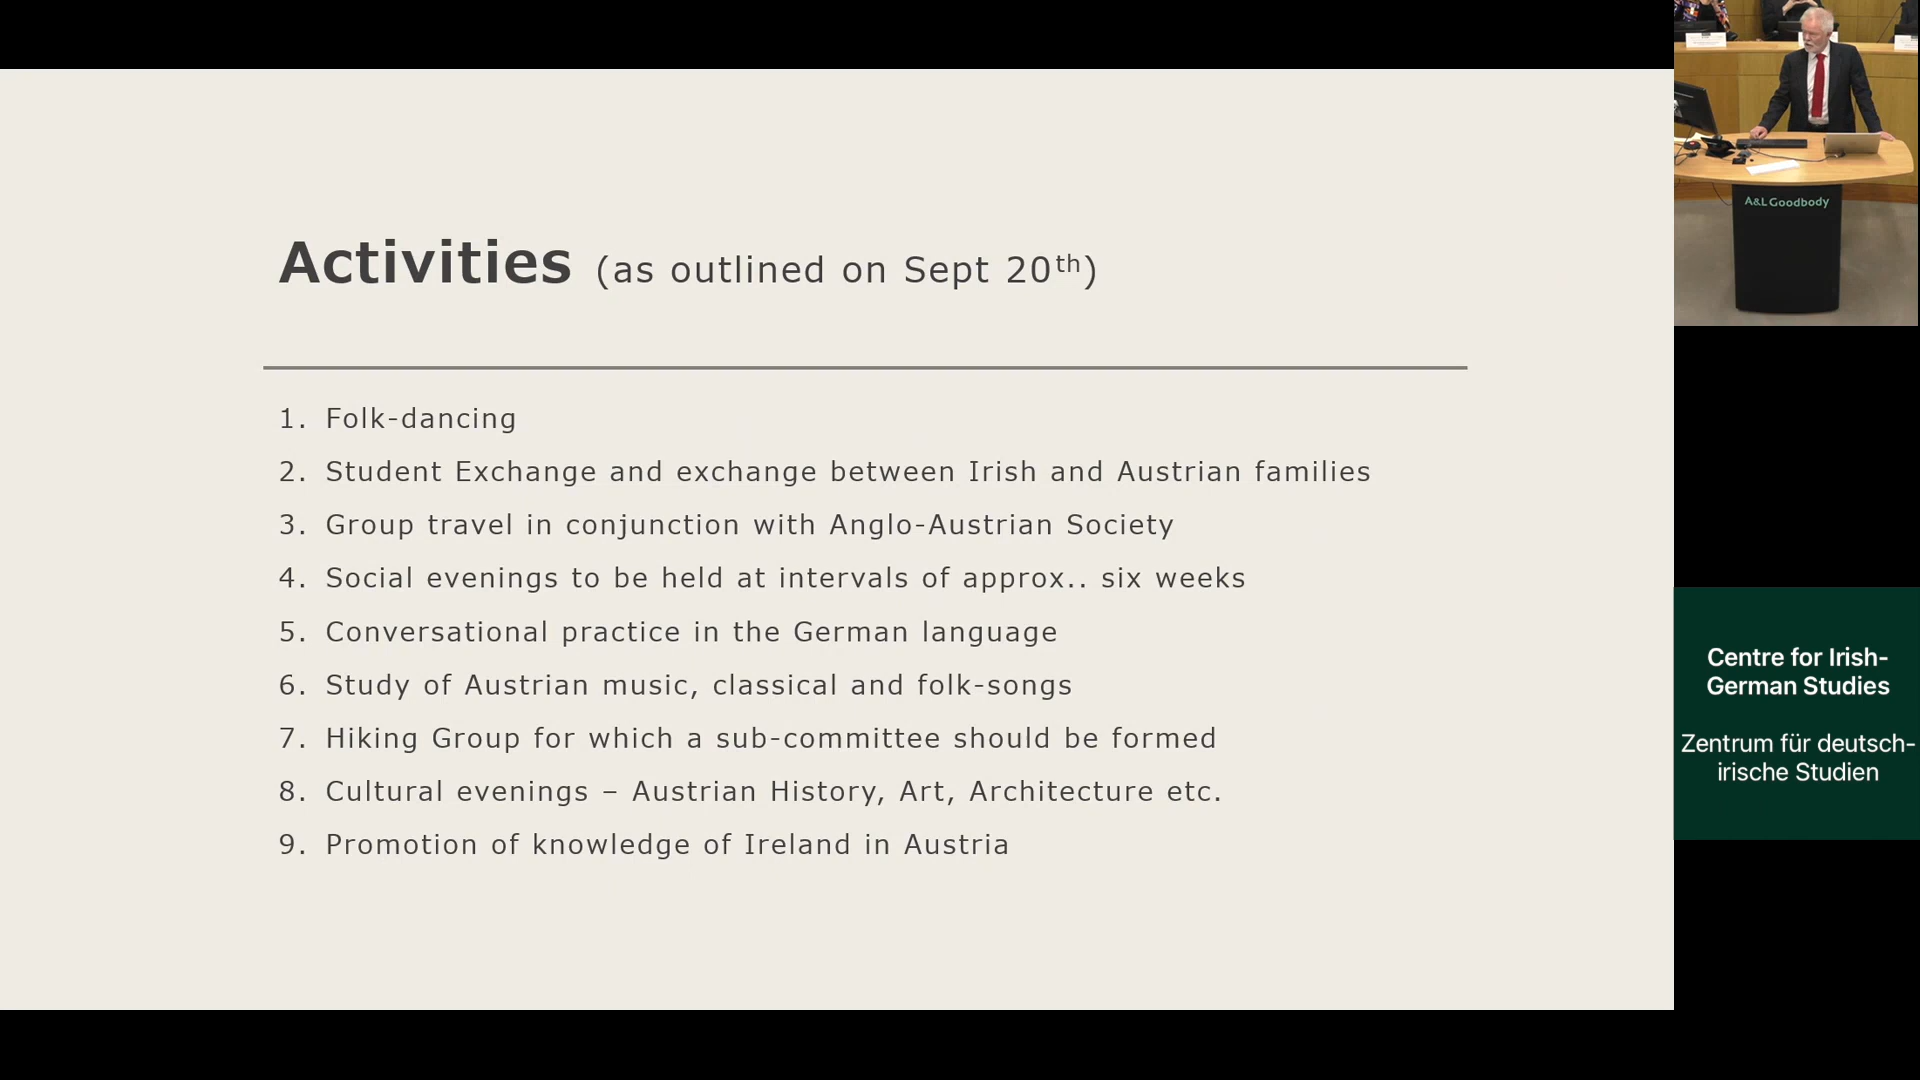 Activities (as outlined on Sept 20th)
1. Folk-dancing
2. Student Exchange and exchange between Irish and Austrian families
3. Group travel in conjunction with Anglo-Austrian Society
4. Social evenings to be held at intervals of approx.. six weeks
5. Conversational practice in the German language
6. Study of Austrian music, classical and folk-songs
7. Hiking Group for which a sub-committee should be formed
8. Cultural evenings – Austrian History, Art, Architecture etc.
9. Promotion of knowledge of Ireland in Austria
A&L Goodbody
Centre for Irish-
German Studies
Zentrum für deutsch-
irische Studien